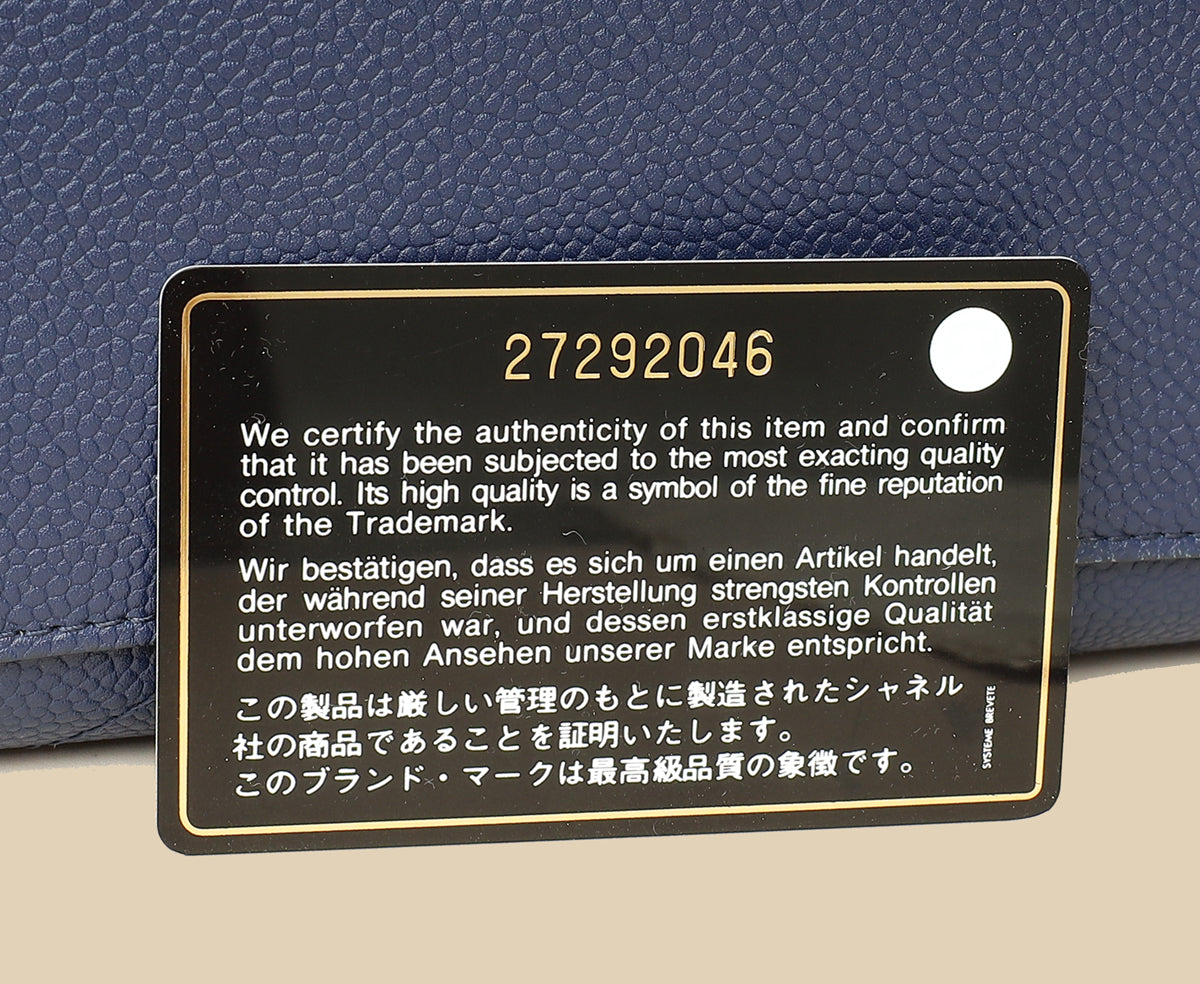 27292046
We certify the authenticity of this item and confirm
that it has been subjected to the most exacting quality
control. Its high quality is a symbol of the fine reputation
of the Trademark.
Wir bestätigen, dass es sich um einen Artikel handelt,
der während seiner Herstellung strengsten Kontrollen
unterworfen war, und dessen erstklassige Qualität
dem hohen Ansehen unserer Marke entspricht.
この製品は厳しい管理のもとに製造されたシャネル
社の商品であることを証明いたします。
このブランド・マークは最高級品質の象徴です。
SYSTEME BREVETE